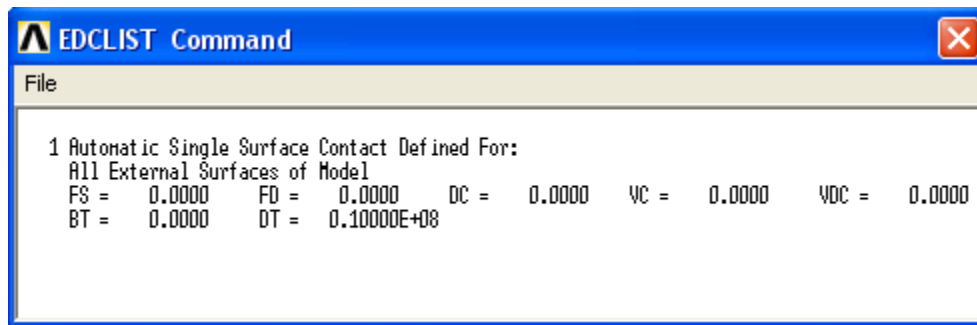 EDCLIST Command
File
1 Automatic Single Surface Contact Defined For:
All External Surfaces of Model
FS = 0.0000 FD = 0.0000 DC = 0.0000 VC = 0.0000 VDC = 0.0000
BT = 0.0000 DT = 0.10000E+08